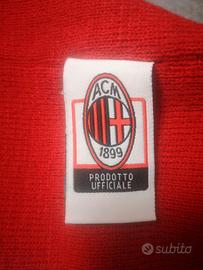 ACM
1899
PRODOTTO
UFFICIALE
subito